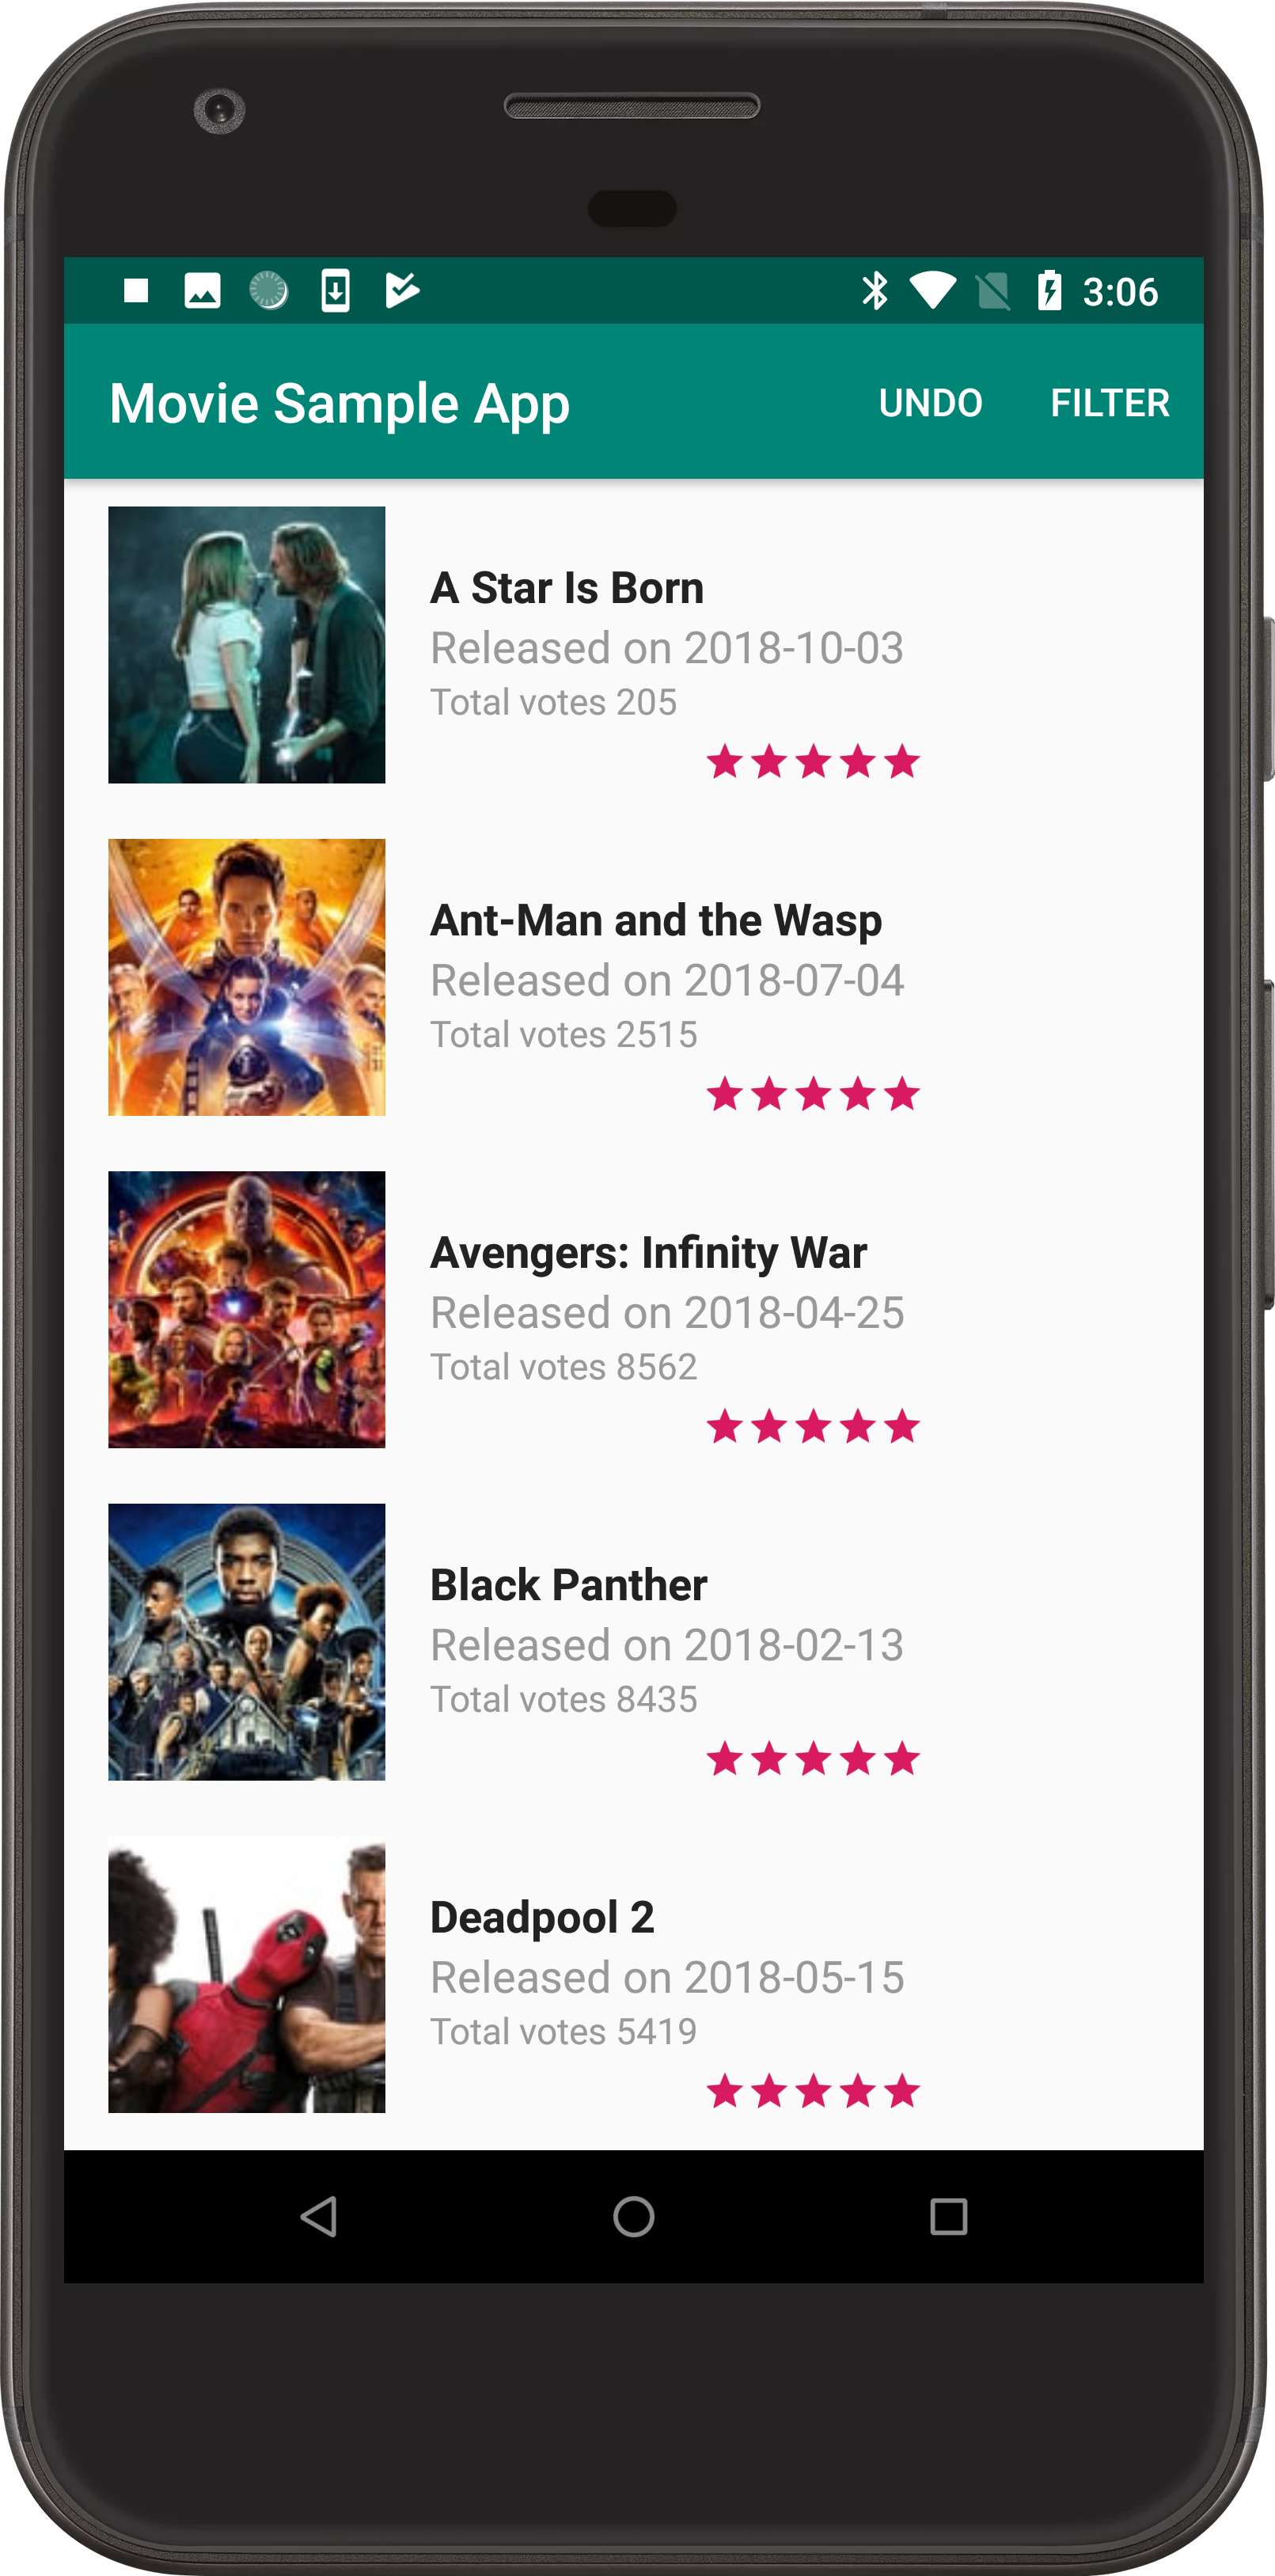 3:06
Movie Sample App UNDO FILTER
A Star Is Born
Released on 2018-10-03
Total votes 205
Ant-Man and the Wasp
Released on 2018-07-04
Total votes 2515
Avengers: Infinity War
Released on 2018-04-25
Total votes 8562
Black Panther
Released on 2018-02-13
Total votes 8435
Deadpool 2
Released on 2018-05-15
Total votes 5419